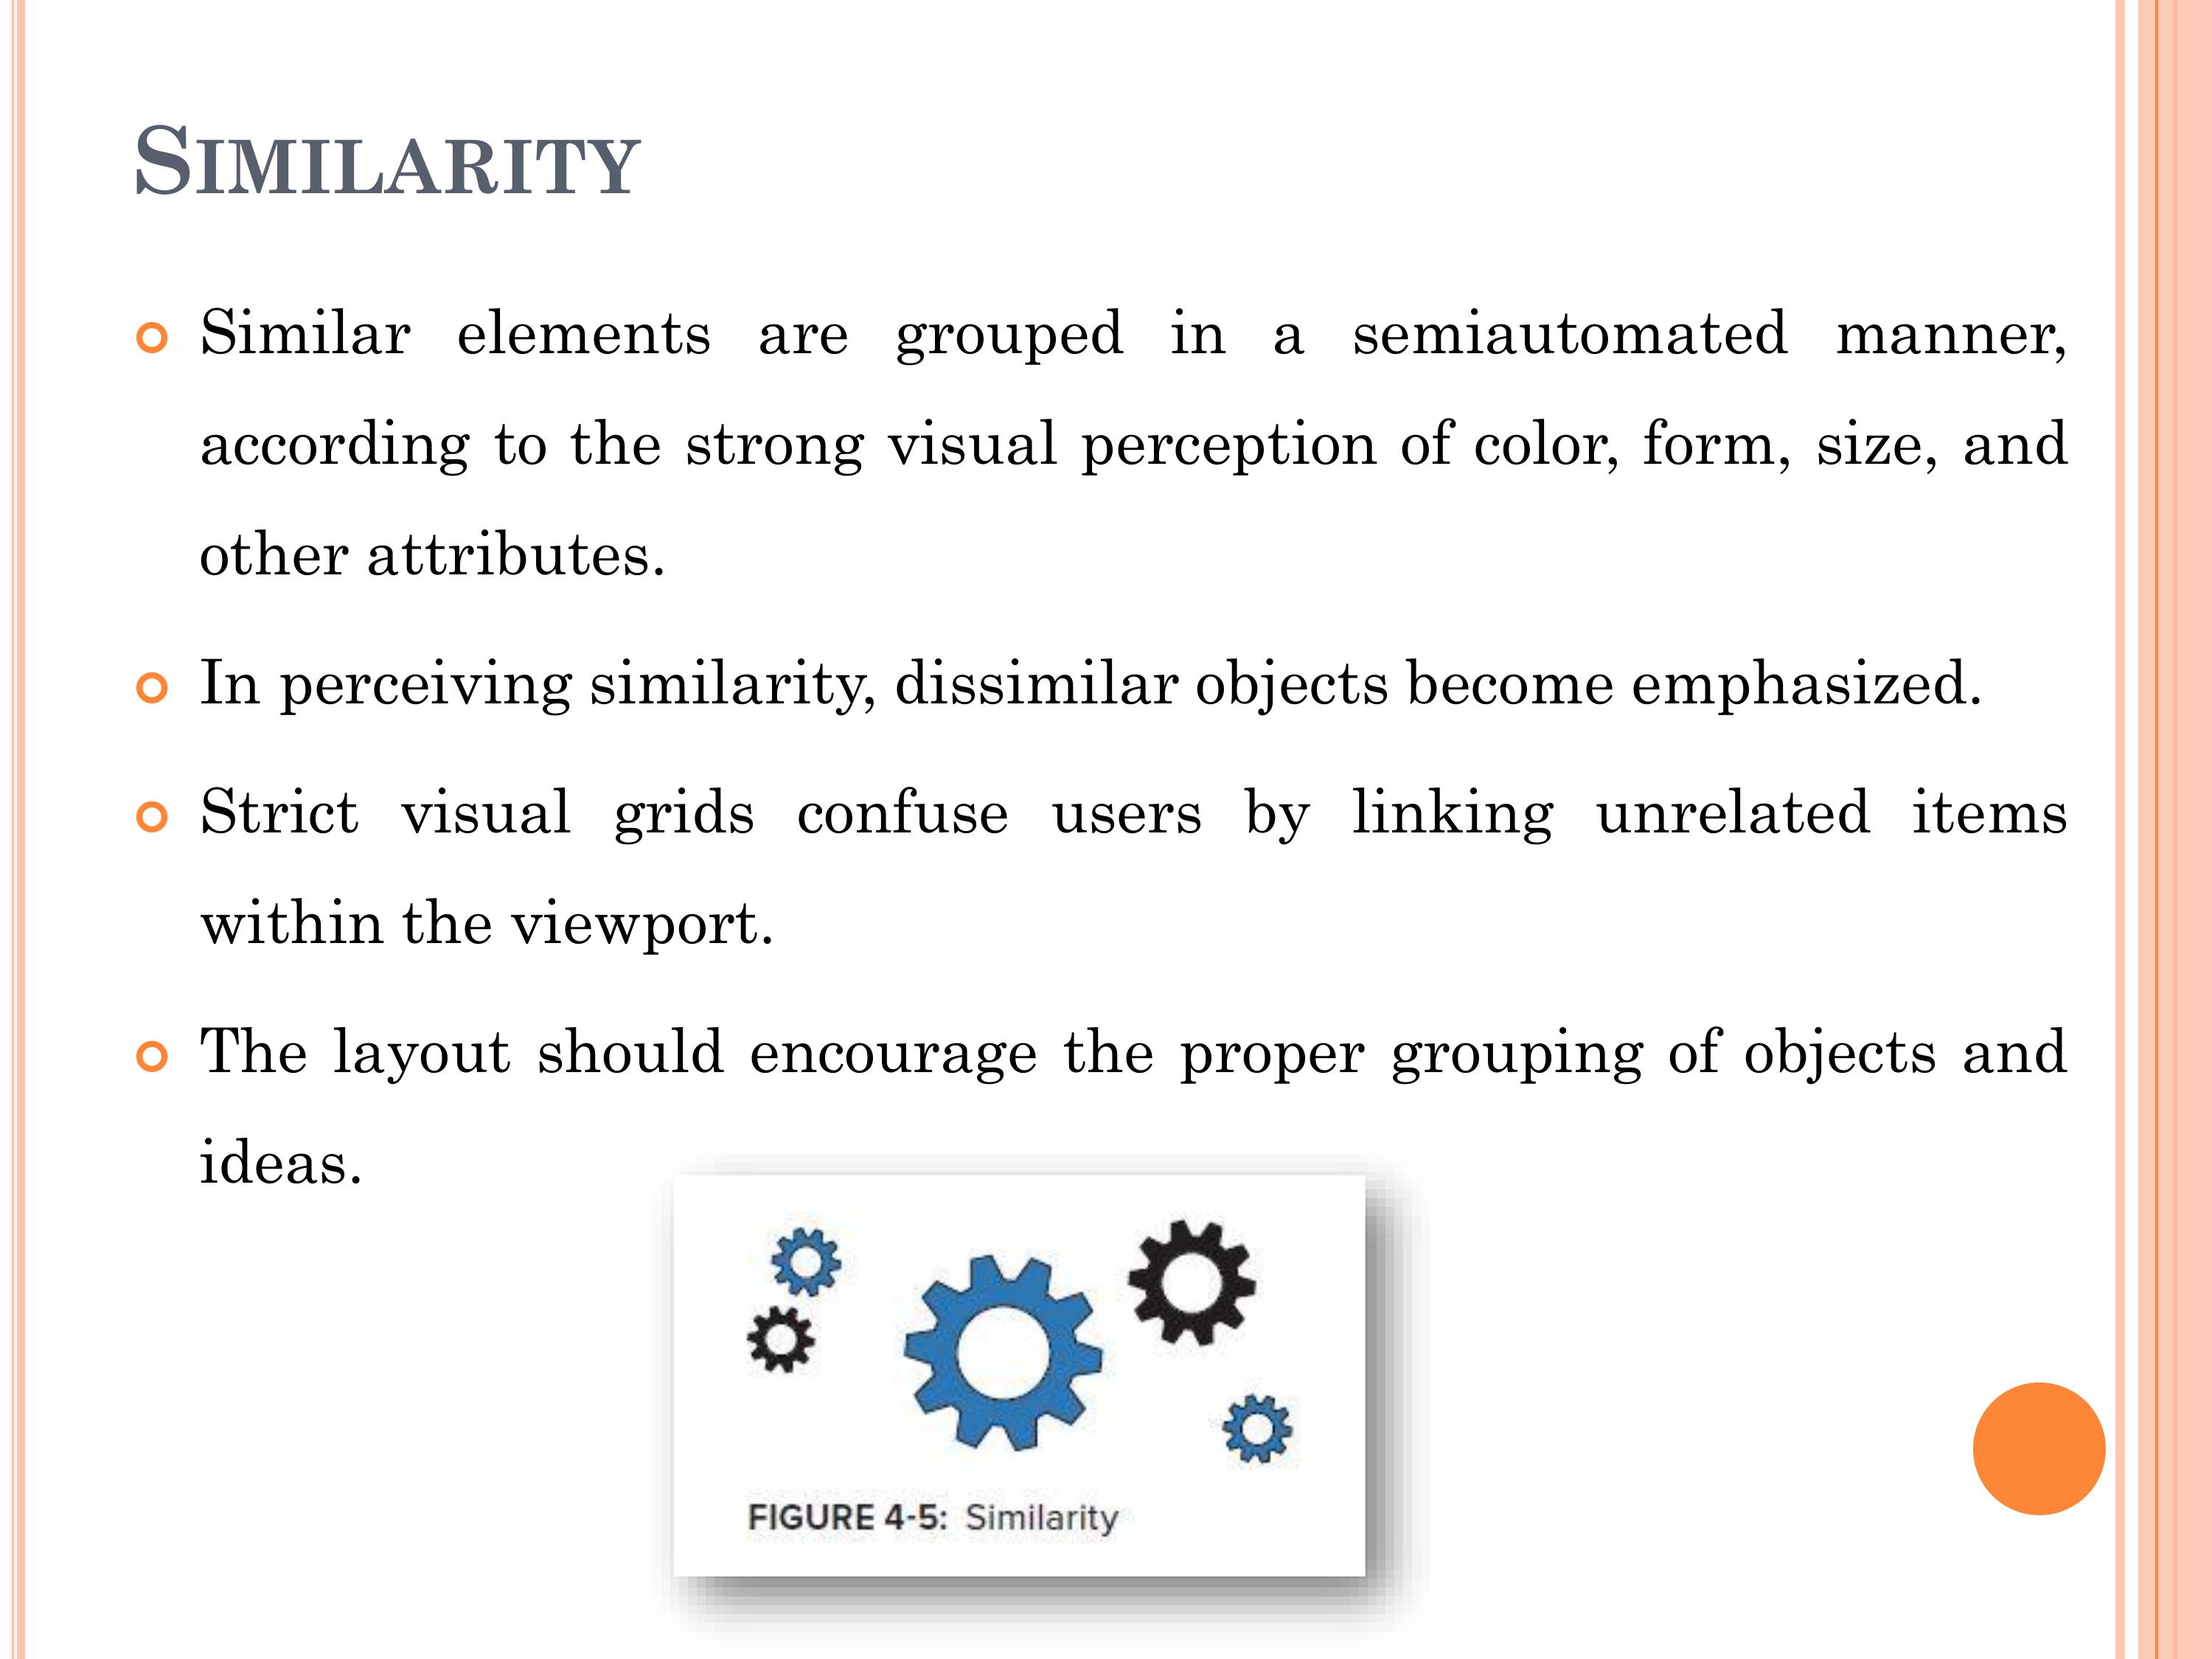 SIMILARITY
Similar elements are grouped in a semiautomated manner,
according to the strong visual perception of color, form, size, and
other attributes.
In perceiving similarity, dissimilar objects become emphasized.
Strict visual grids confuse users by linking unrelated items
within the viewport.
The layout should encourage the proper grouping of objects and
ideas.
FIGURE 4-5: Similarity